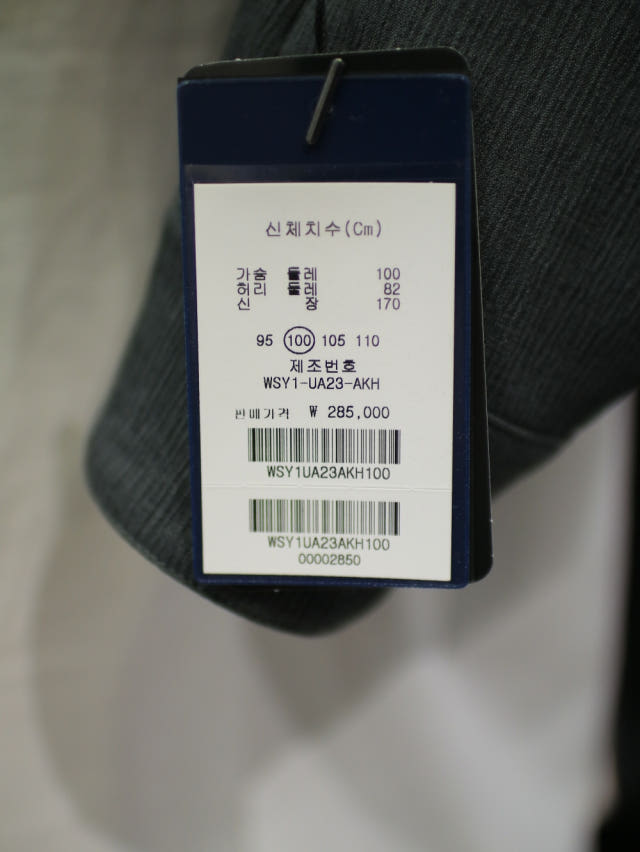 신체치수(Cm)
가슴 둘레 100
허리 둘레 82
신 장 170
95 100 105 110
제조번호
WSY1-UA23-AKH
판매가격 ₩ 285,000
WSY1UA23AKH100
WSY1UA23AKH100
00002850